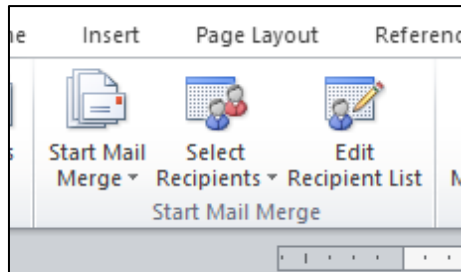 Insert Page Layout
Start Mail Select Edit
Merge Recipients Recipient List
Start Mail Merge